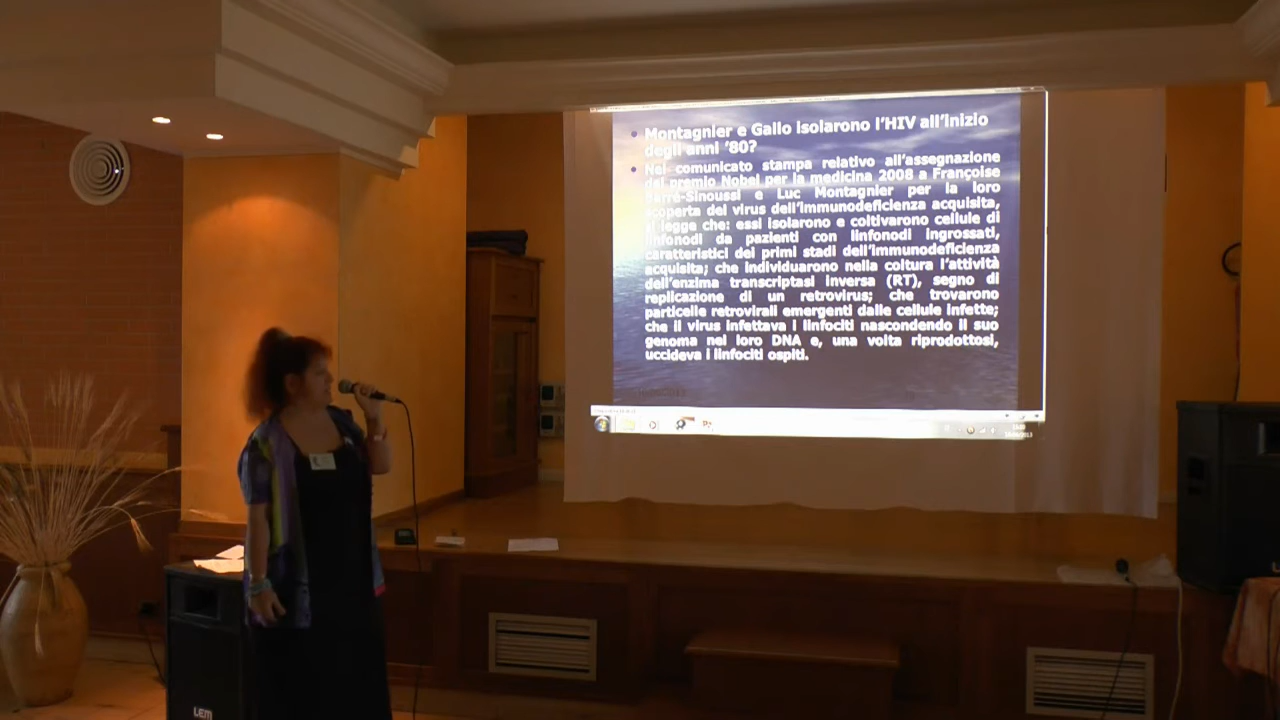 • Montagnier e Gallo isolarono l'HIV all'inizio
degli anni '80?
• Nel comunicato stampa relativo all'assegnazione
del premio Nobel per la medicina 2008 a Françoise
Barré-Sinoussi e Luc Montagnier per la loro
scoperta del virus dell'immunodeficienza acquisita,
si legge che: essi isolarono e coltivarono cellule di
linfonodi da pazienti con linfonodi ingrossati,
caratteristici dei primi stadi dell'immunodeficienza
acquisita; che individuarono nella coltura l'attività
dell'enzima transcriptasi inversa (RT), segno di
replicazione di un retrovirus; che trovarono
particelle retrovirali emergenti dalle cellule infette;
che il virus infettava i linfociti nascondendo il suo
genoma nel loro DNA e, una volta riprodottosi,
uccideva i linfociti ospiti.
LEM